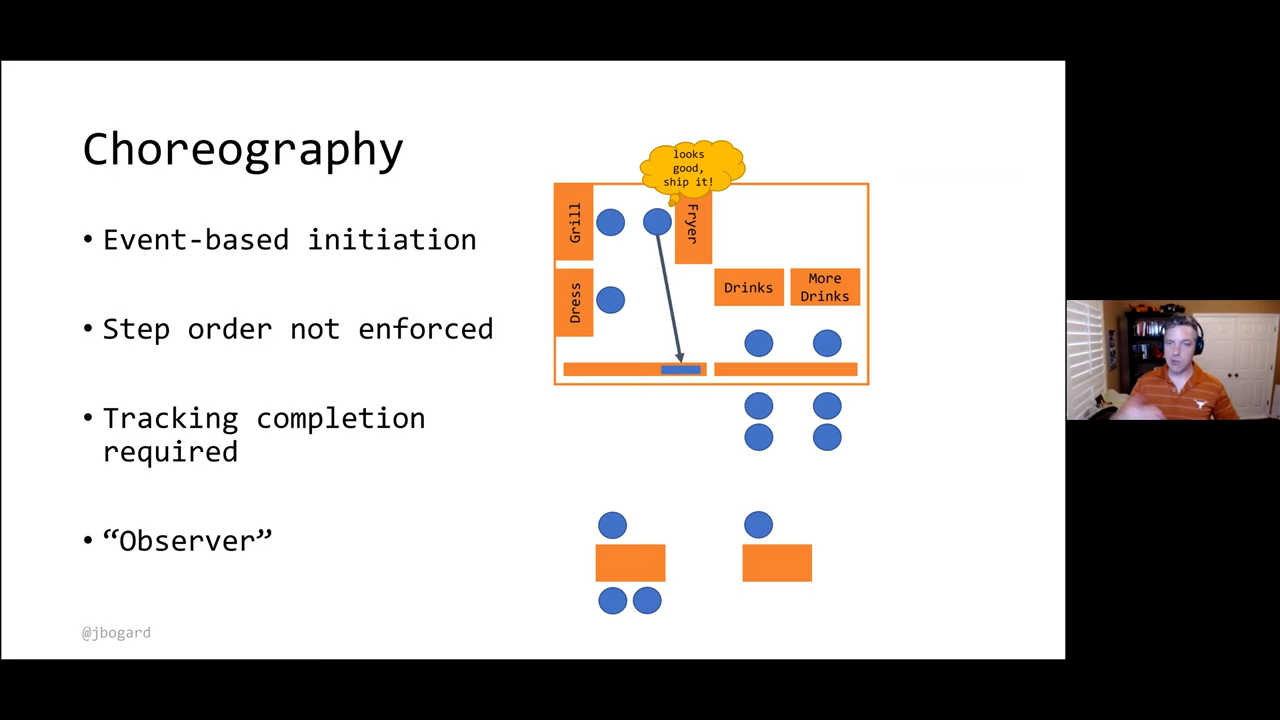 Choreography
• Event-based initiation
• Step order not enforced
• Tracking completion
required
• “Observer”
@jbogard
looks
good,
ship it!
Grill
Fryer
Dress
Drinks
More
Drinks